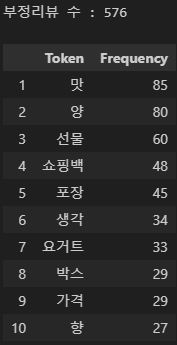 부정리뷰 수 : 576
Token Frequency
1 맛 85
2 양 80
3 선물 60
4 쇼핑백 48
5 포장 45
6 생각 34
7 요거트 33
8 박스 29
9 가격 29
10 향 27